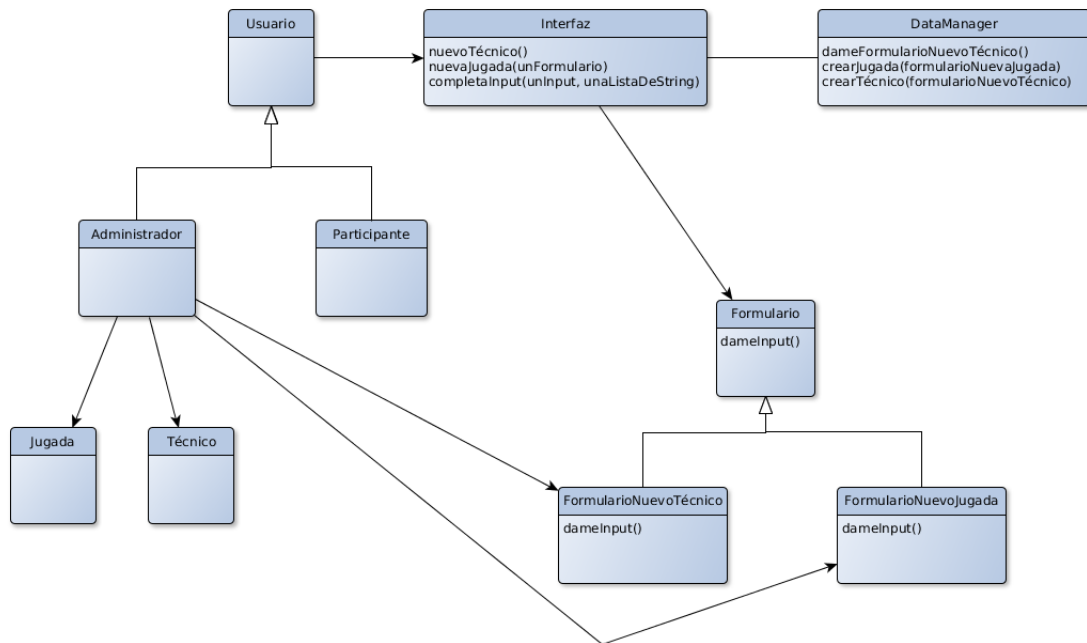 Usuario
Interfaz
nuevoTécnico()
nuevaJugada(unFormulario)
completaInput(unInput, unaListaDeString)
DataManager
dameFormularioNuevoTécnico()
crearJugada(formularioNuevaJugada)
crearTécnico(formularioNuevoTécnico)
Administrador
Participante
Formulario
dameInput()
Jugada
Técnico
FormularioNuevoTécnico
dameInput()
FormularioNuevoJugada
dameInput()